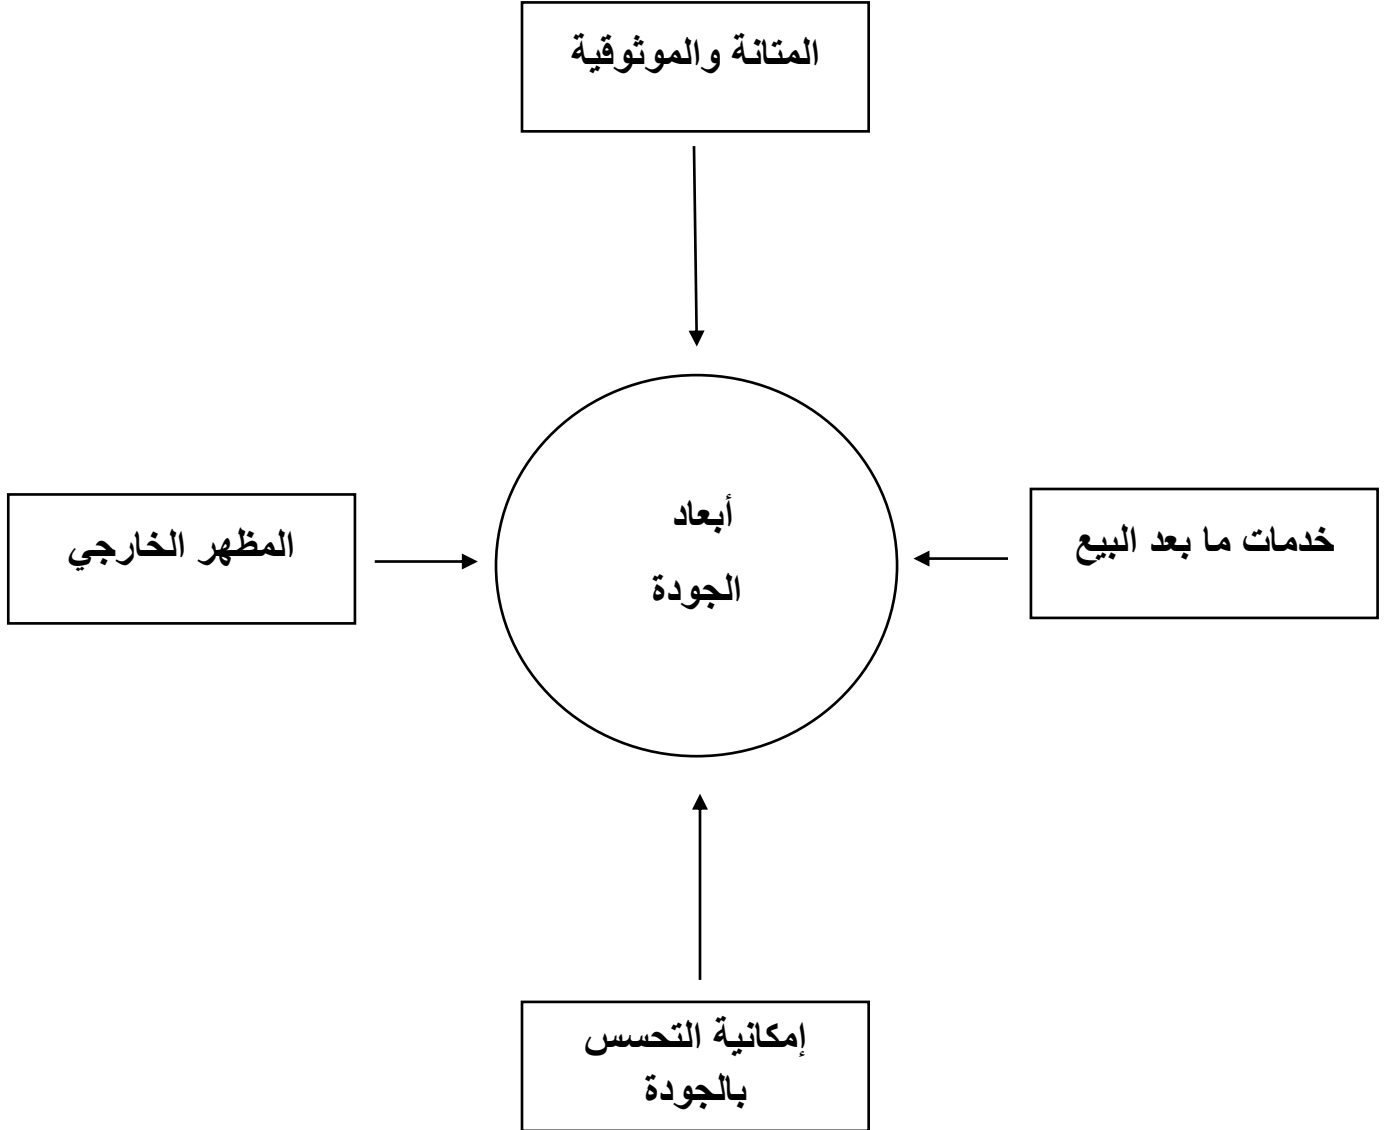 المتانة والموثوقية
خدمات ما بعد البيع
أبعاد
الجودة
المظهر الخارجي
إمكانية التحسس
بالجودة